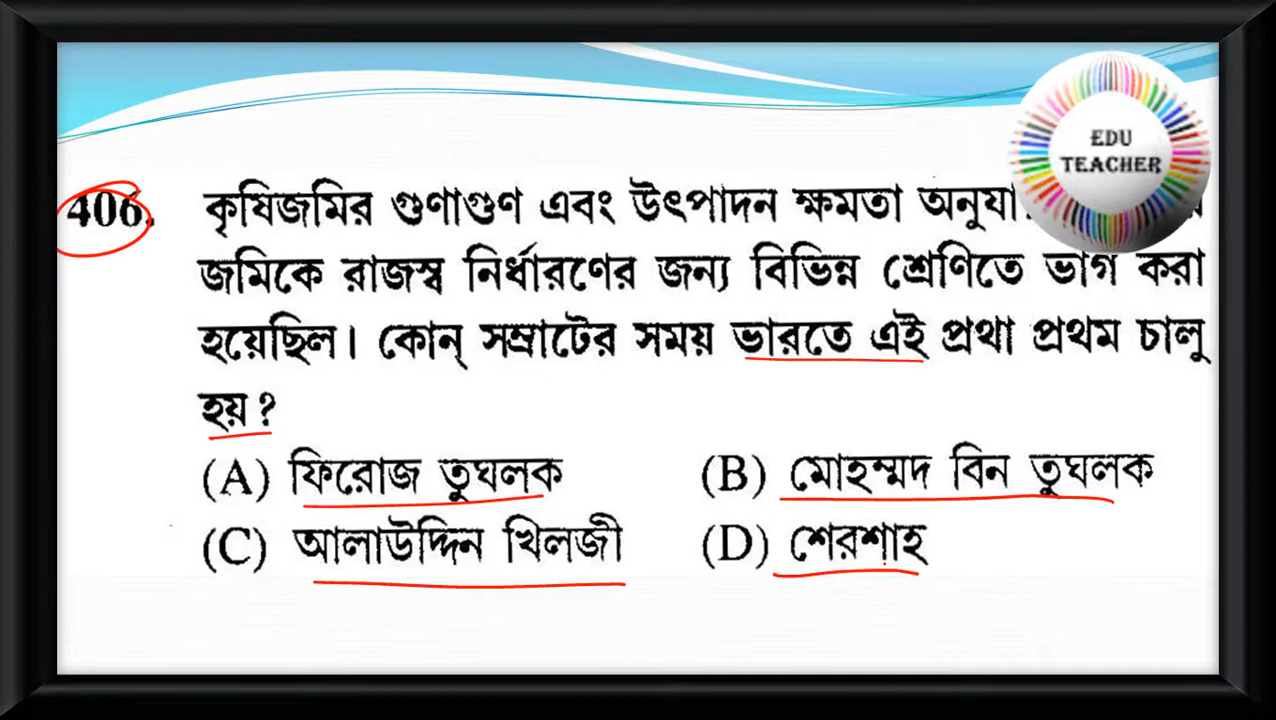 EDU
TEACHER
406. কৃষিজমির গুণাগুণ এবং উৎপাদন ক্ষমতা
জমিকে রাজস্ব নির্ধারণের জন্য বিভিন্ন শ্রেণিতে ভাগ করা
হয়েছিল। কোন্ সম্রাটের সময় ভারতে এই প্রথা প্রথম চালু
হয়?
(A) ফিরোজ তুঘলক (B) মোহম্মদ বিন তুঘলক
(C) আলাউদ্দিন খিলজী (D) শেরশাহ